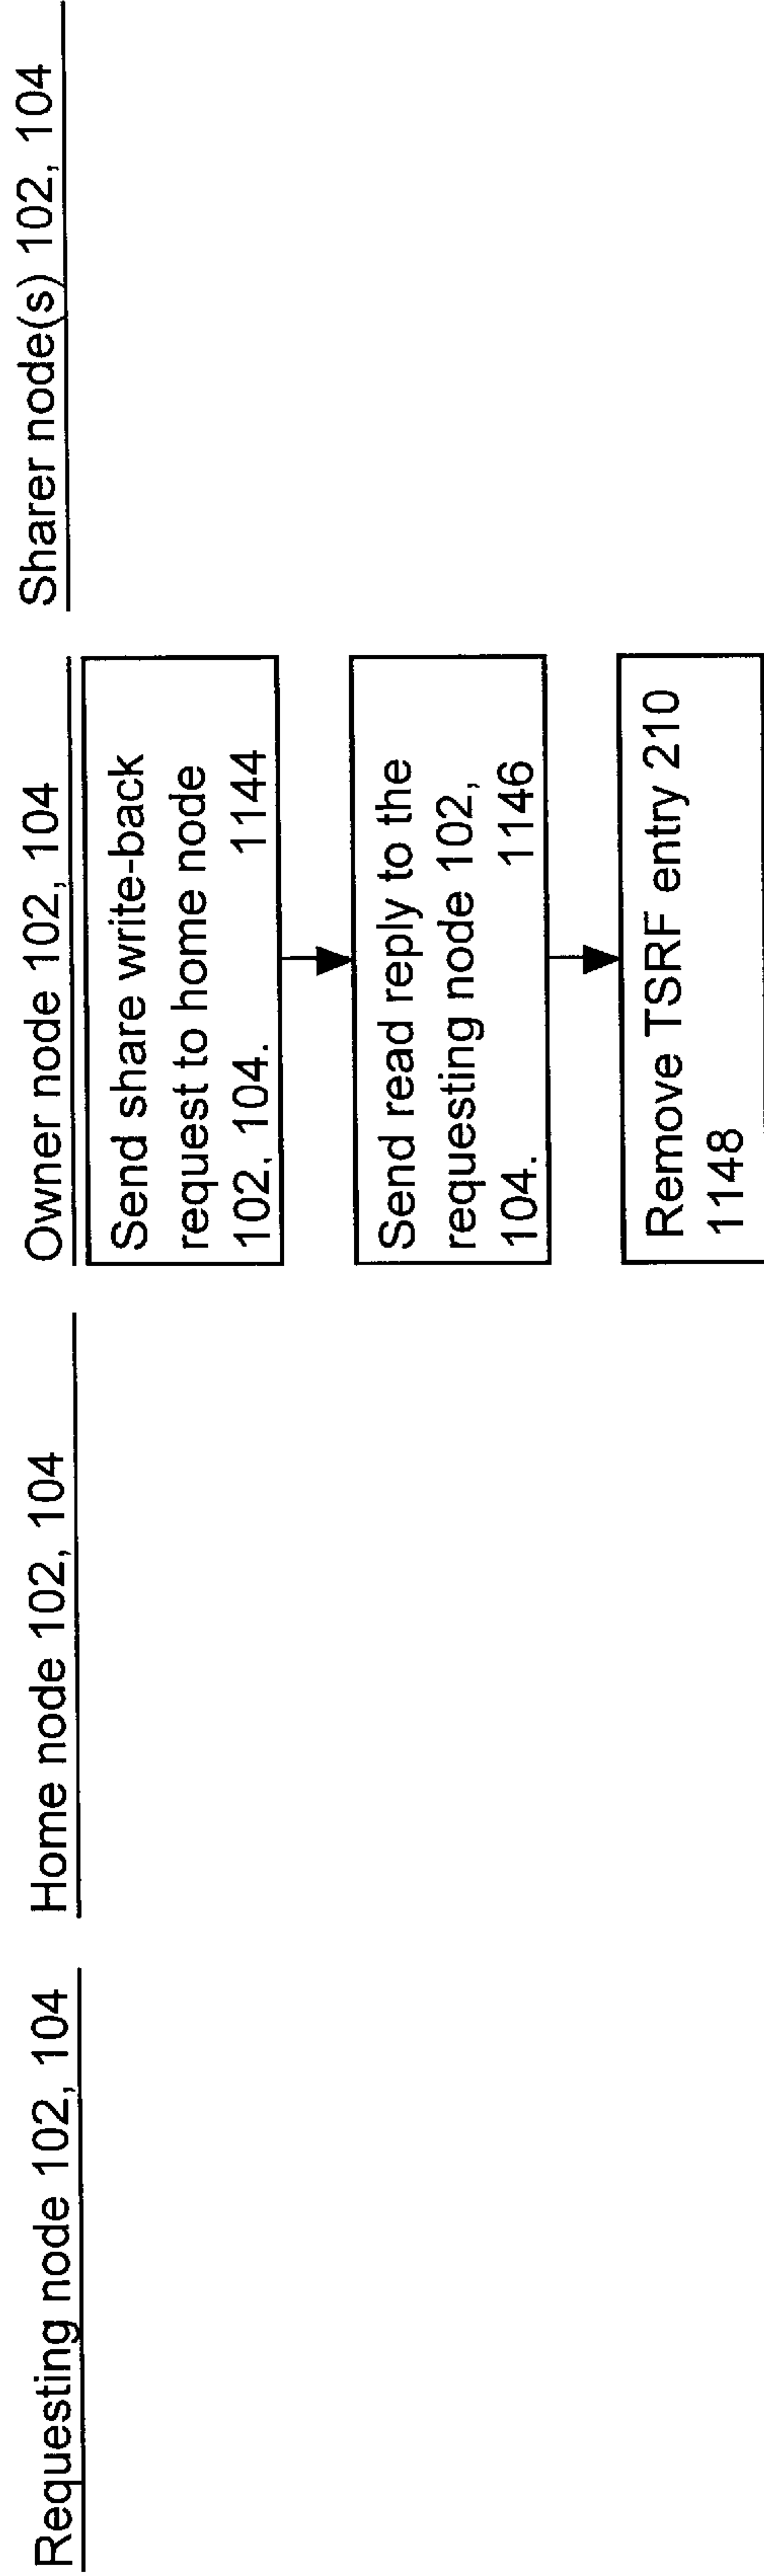 Requesting node 102, 104
Home node 102, 104
Owner node 102, 104
Sharer node(s) 102, 104
Send share write-back
request to home node
102, 104. 1144
Send read reply to the
requesting node 102,
104. 1146
Remove TSRF entry 210
1148